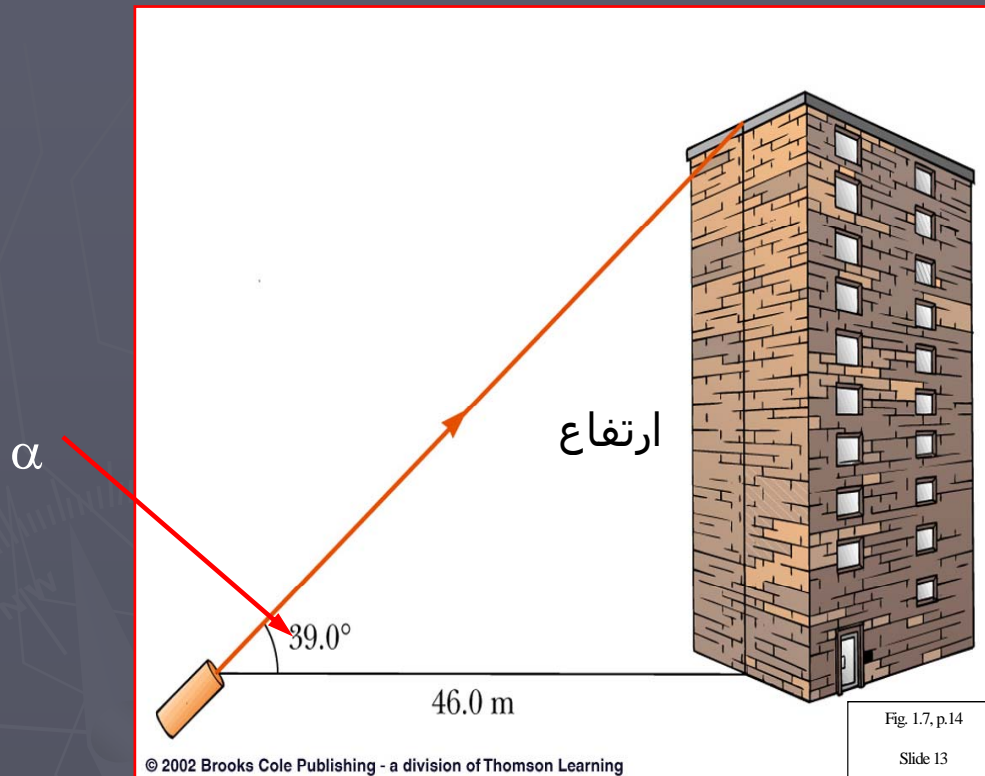 ارتفاع
α
39.0°
46.0 m
Fig. 1.7, p.14
Slide 13
© 2002 Brooks Cole Publishing - a division of Thomson Learning